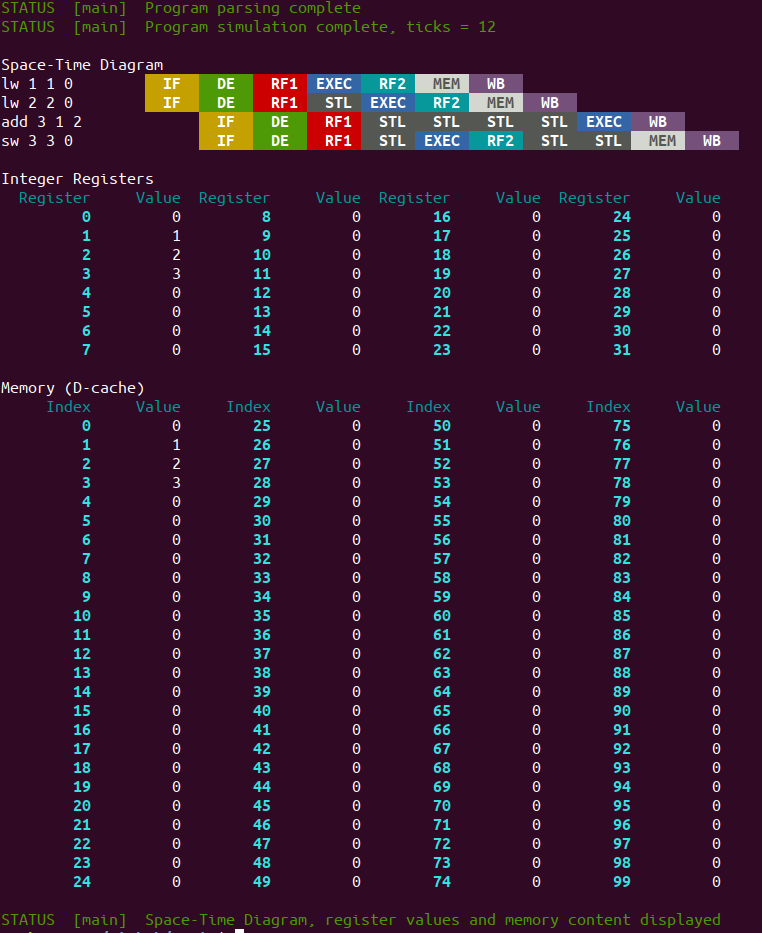 STATUS  [main]  Program parsing complete
STATUS  [main]  Program simulation complete, ticks = 12
Space-Time Diagram
lw 1 1 0 IF DE RF1 EXEC RF2 MEM WB
lw 2 2 0 IF DE RF1 STL EXEC RF2 MEM WB
add 3 1 2 IF DE RF1 STL STL STL STL EXEC WB
sw 3 3 0 IF DE RF1 STL EXEC RF2 STL STL MEM WB
Integer Registers
Register Value Register Value Register Value Register Value
0 0 8 0 16 0 24 0
1 1 9 0 17 0 25 0
2 2 10 0 18 0 26 0
3 3 11 0 19 0 27 0
4 0 12 0 20 0 28 0
5 0 13 0 21 0 29 0
6 0 14 0 22 0 30 0
7 0 15 0 23 0 31 0
Memory (D-cache)
Index Value Index Value Index Value Index Value
0 0 25 0 50 0 75 0
1 1 26 0 51 0 76 0
2 2 27 0 52 0 77 0
3 3 28 0 53 0 78 0
4 0 29 0 54 0 79 0
5 0 30 0 55 0 80 0
6 0 31 0 56 0 81 0
7 0 32 0 57 0 82 0
8 0 33 0 58 0 83 0
9 0 34 0 59 0 84 0
10 0 35 0 60 0 85 0
11 0 36 0 61 0 86 0
12 0 37 0 62 0 87 0
13 0 38 0 63 0 88 0
14 0 39 0 64 0 89 0
15 0 40 0 65 0 90 0
16 0 41 0 66 0 91 0
17 0 42 0 67 0 92 0
18 0 43 0 68 0 93 0
19 0 44 0 69 0 94 0
20 0 45 0 70 0 95 0
21 0 46 0 71 0 96 0
22 0 47 0 72 0 97 0
23 0 48 0 73 0 98 0
24 0 49 0 74 0 99 0
STATUS  [main]  Space-Time Diagram, register values and memory content displayed